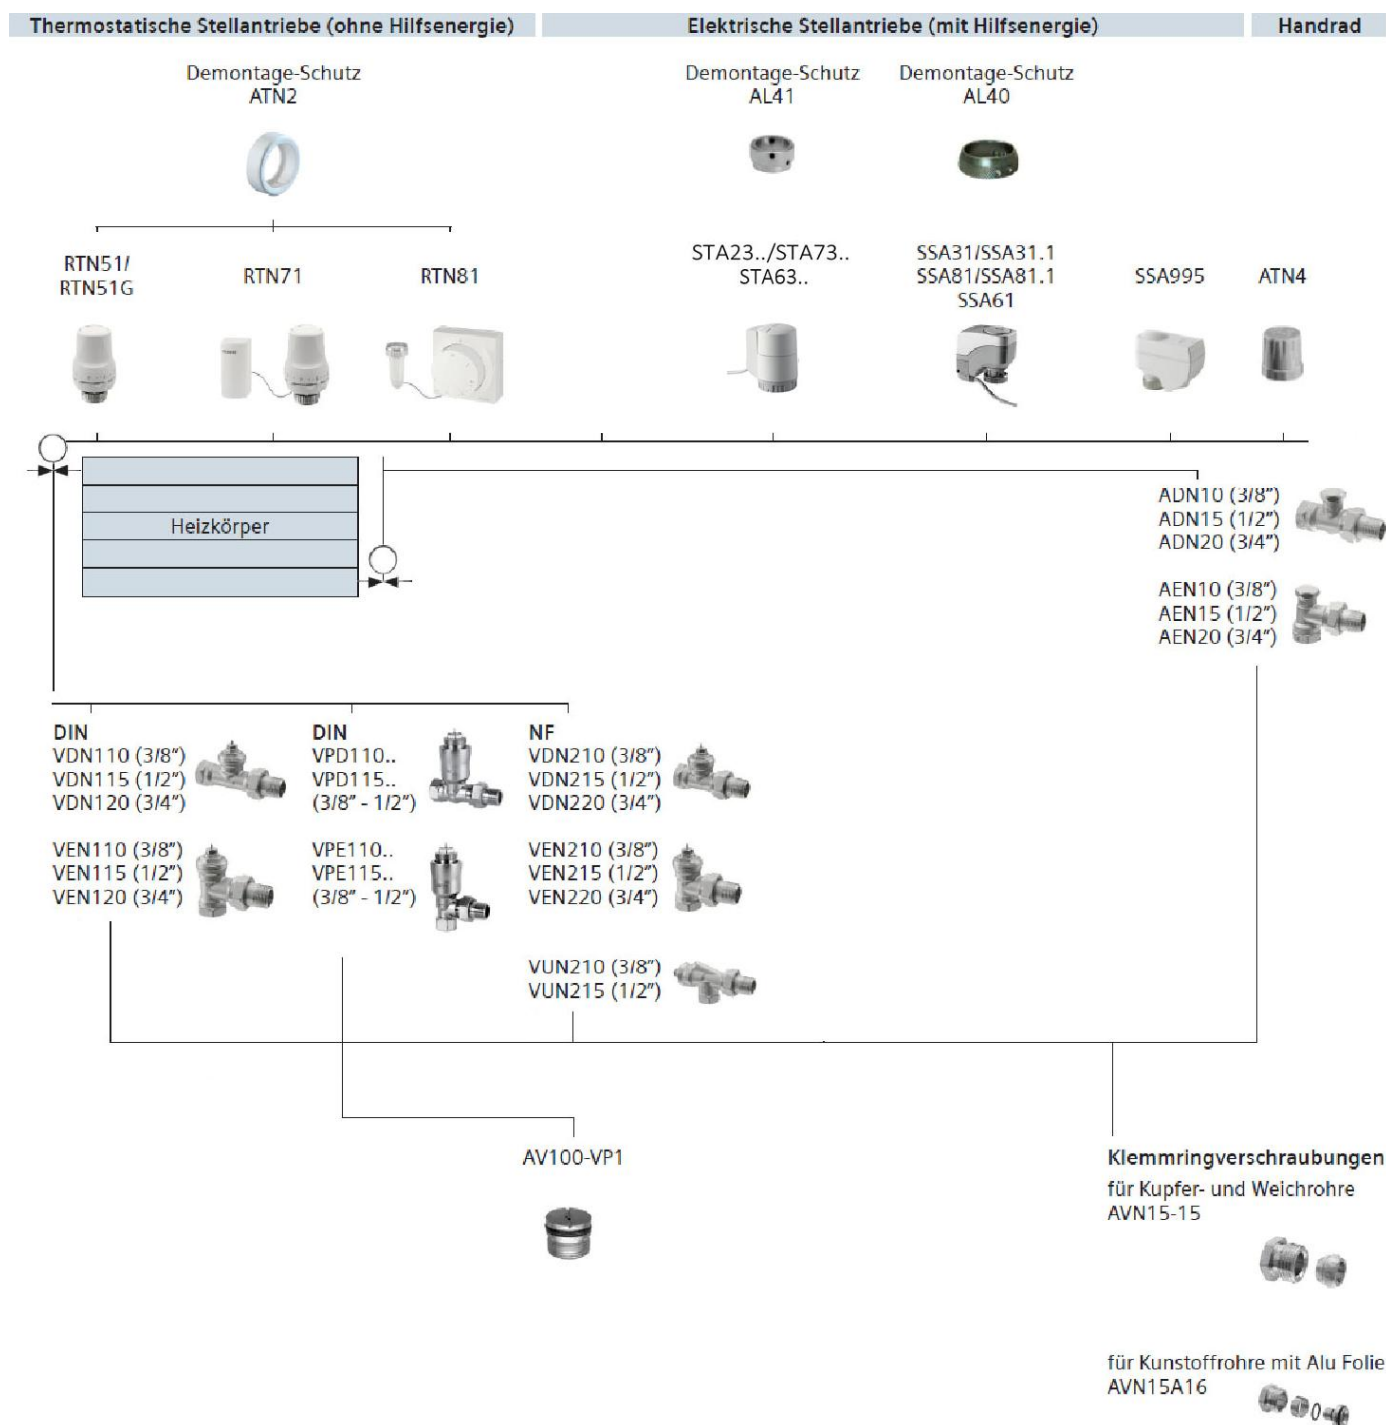 Thermostatische Stellantriebe (ohne Hilfsenergie)
Elektrische Stellantriebe (mit Hilfsenergie)
Handrad
Demontage-Schutz
ATN2
Demontage-Schutz
AL41
Demontage-Schutz
AL40
RTN51/
RTN51G
RTN71
RTN81
STA23../STA73..
STA63..
SSA31/SSA31.1
SSA81/SSA81.1
SSA61
SSA995
ATN4
Heizkörper
ADN10 (3/8”)
ADN15 (1/2”)
ADN20 (3/4”)
AEN10 (3/8”)
AEN15 (1/2”)
AEN20 (3/4”)
DIN
VDN110 (3/8”)
VDN115 (1/2”)
VDN120 (3/4”)
VEN110 (3/8”)
VEN115 (1/2”)
VEN120 (3/4”)
DIN
VPD110..
VPD115..
(3/8” - 1/2”)
VPE110..
VPE115..
(3/8” - 1/2”)
NF
VDN210 (3/8”)
VDN215 (1/2”)
VDN220 (3/4”)
VEN210 (3/8”)
VEN215 (1/2”)
VEN220 (3/4”)
VUN210 (3/8”)
VUN215 (1/2”)
AV100-VP1
Klemmringverschraubungen
für Kupfer- und Weichrohre
AVN15-15
für Kunstoffrohre mit Alu Folie
AVN15A16